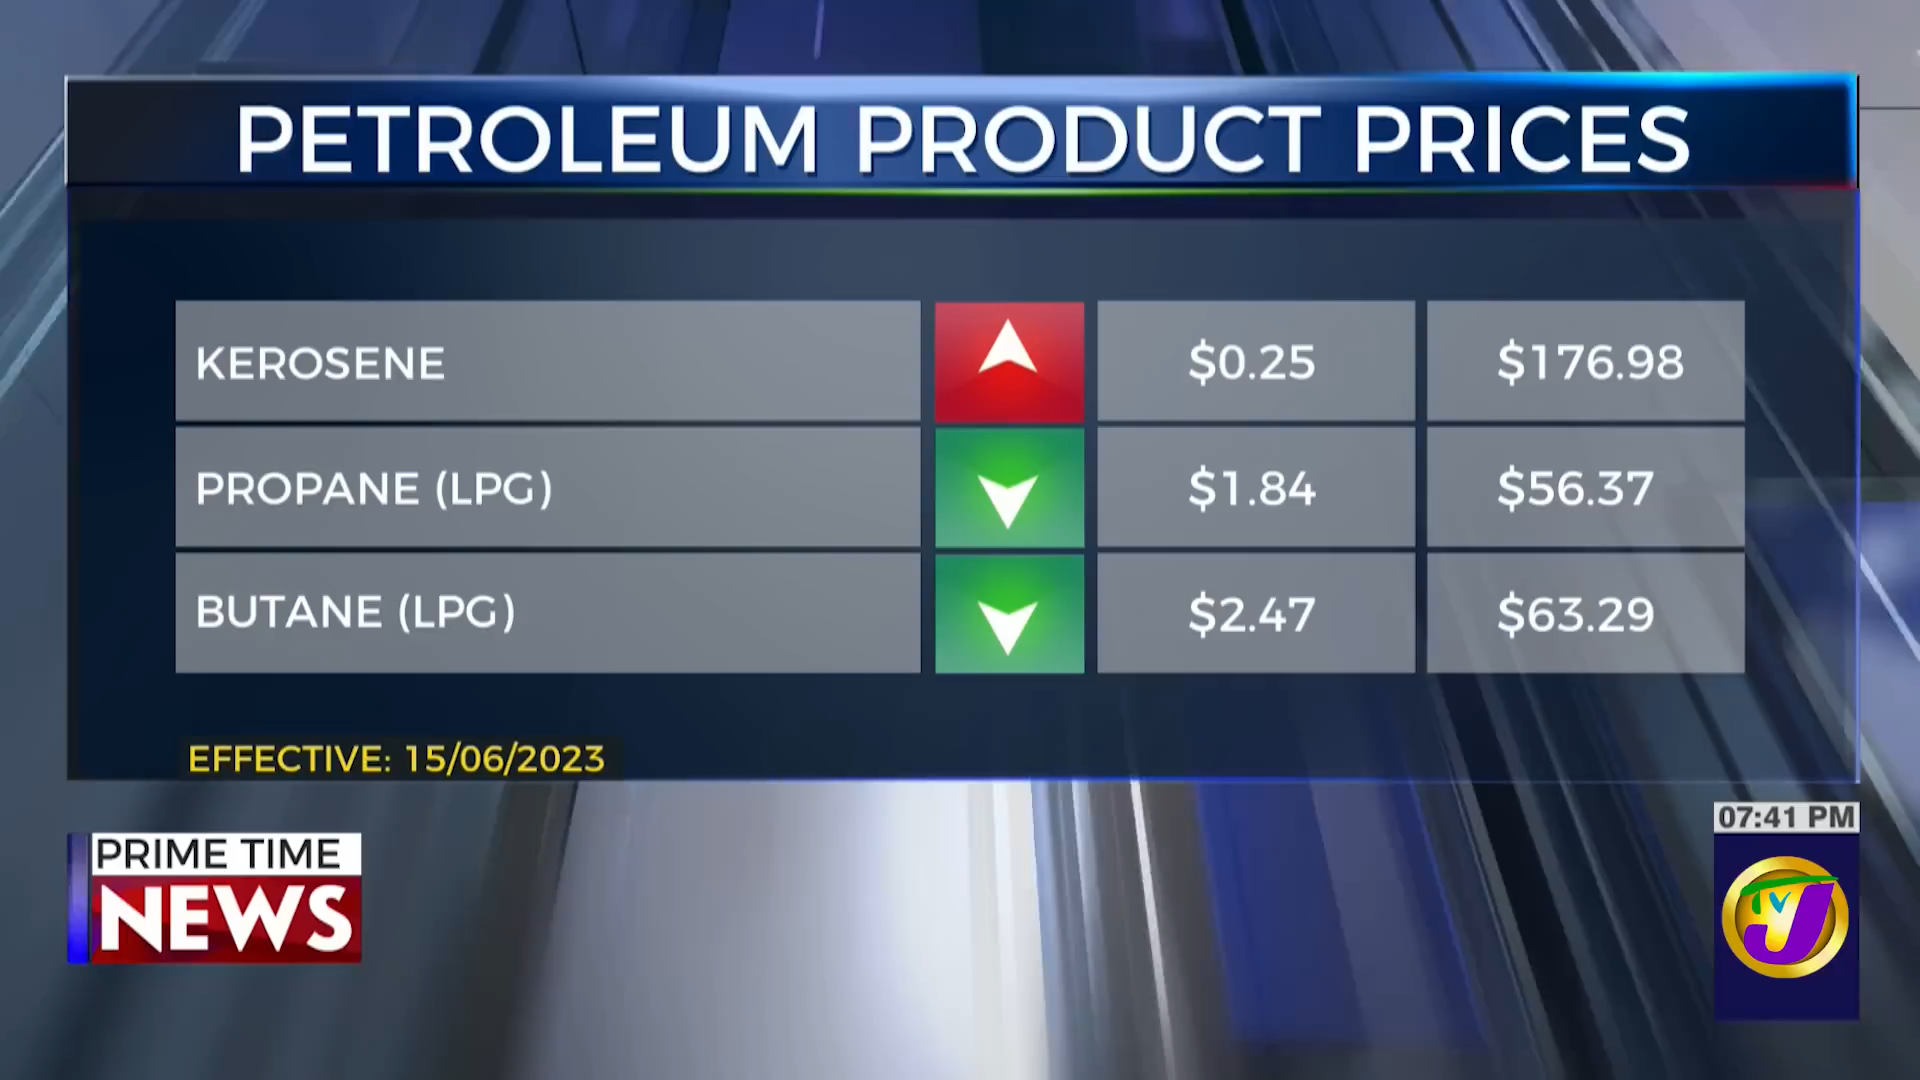 PETROLEUM PRODUCT PRICES
KEROSENE $0.25 $176.98
PROPANE (LPG) $1.84 $56.37
BUTANE (LPG) $2.47 $63.29
EFFECTIVE: 15/06/2023
07:41 PM
PRIME TIME
NEWS
TVJ